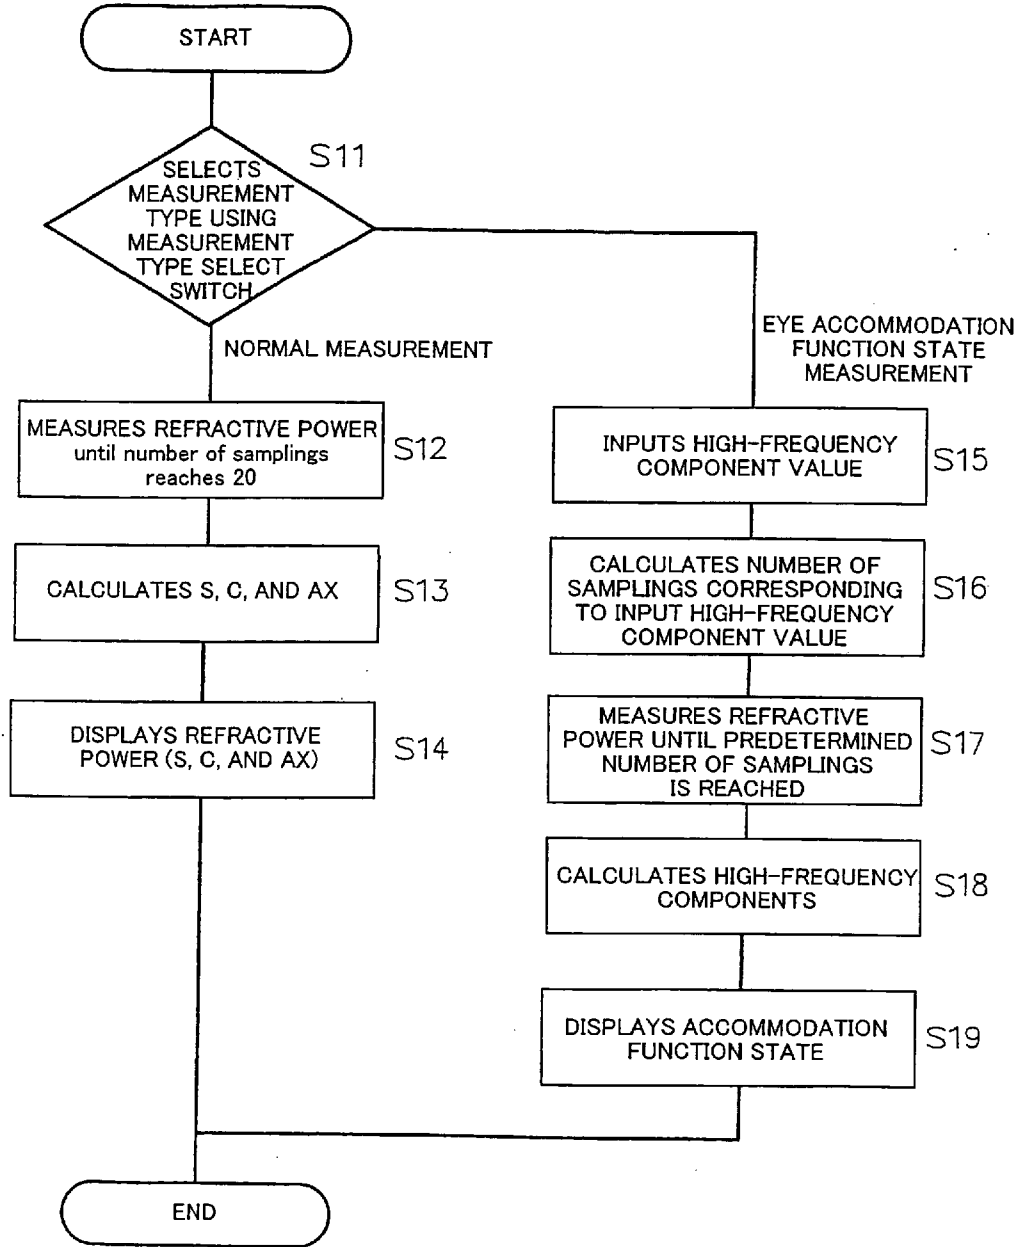 START
S11
SELECTS
MEASUREMENT
TYPE USING
MEASUREMENT
TYPE SELECT
SWITCH
NORMAL MEASUREMENT
EYE ACCOMMODATION
FUNCTION STATE
MEASUREMENT
MEASURES REFRACTIVE POWER
until number of samplings
reaches 20
S12
CALCULATES S, C, AND AX
S13
DISPLAYS REFRACTIVE
POWER (S, C, AND AX)
S14
INPUTS HIGH-FREQUENCY
COMPONENT VALUE
S15
CALCULATES NUMBER OF
SAMPLINGS CORRESPONDING
TO INPUT HIGH-FREQUENCY
COMPONENT VALUE
S16
MEASURES REFRACTIVE
POWER UNTIL PREDETERMINED
NUMBER OF SAMPLINGS
IS REACHED
S17
CALCULATES HIGH-FREQUENCY
COMPONENTS
S18
DISPLAYS ACCOMMODATION
FUNCTION STATE
S19
END